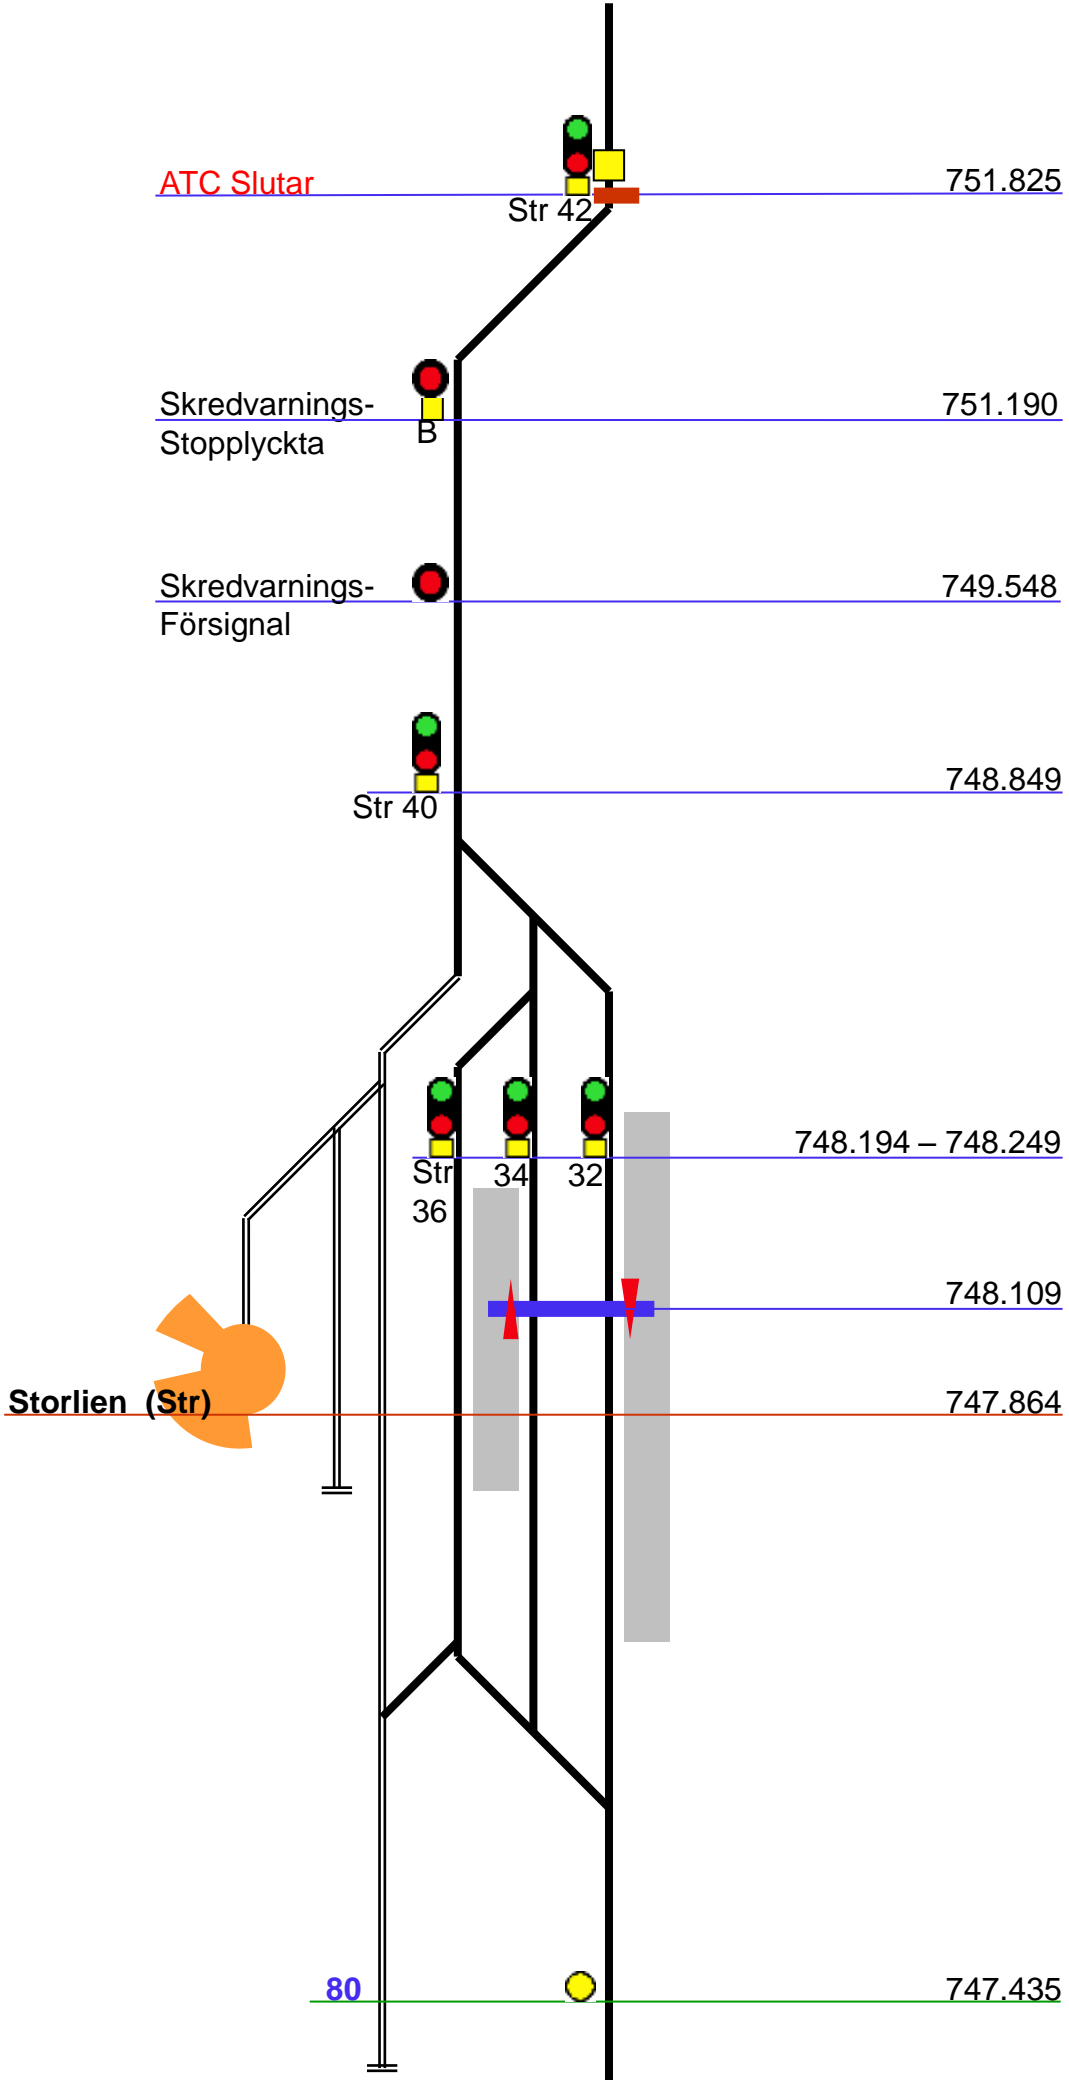 ATC Slutar 751.825
Str 42
Skredvarnings- 751.190
Stopplyckta B
Skredvarnings- 749.548
Försignal
748.849
Str 40
748.194 – 748.249
Str 34 32
36
748.109
Storlien (Str) 747.864
80 747.435